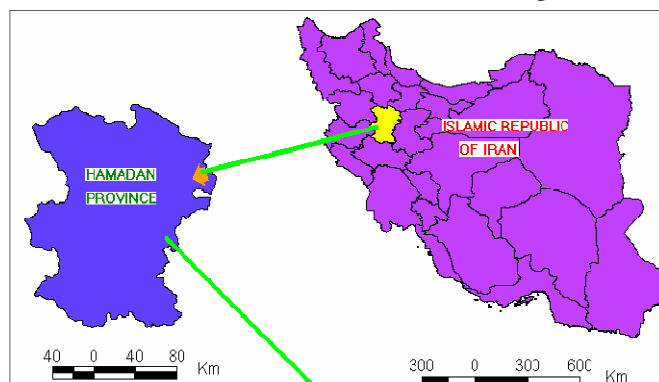 HAMADAN
PROVINCE
ISLAMIC REPUBLIC
OF IRAN
40 0 40 80 Km
300 0 300 600 Km